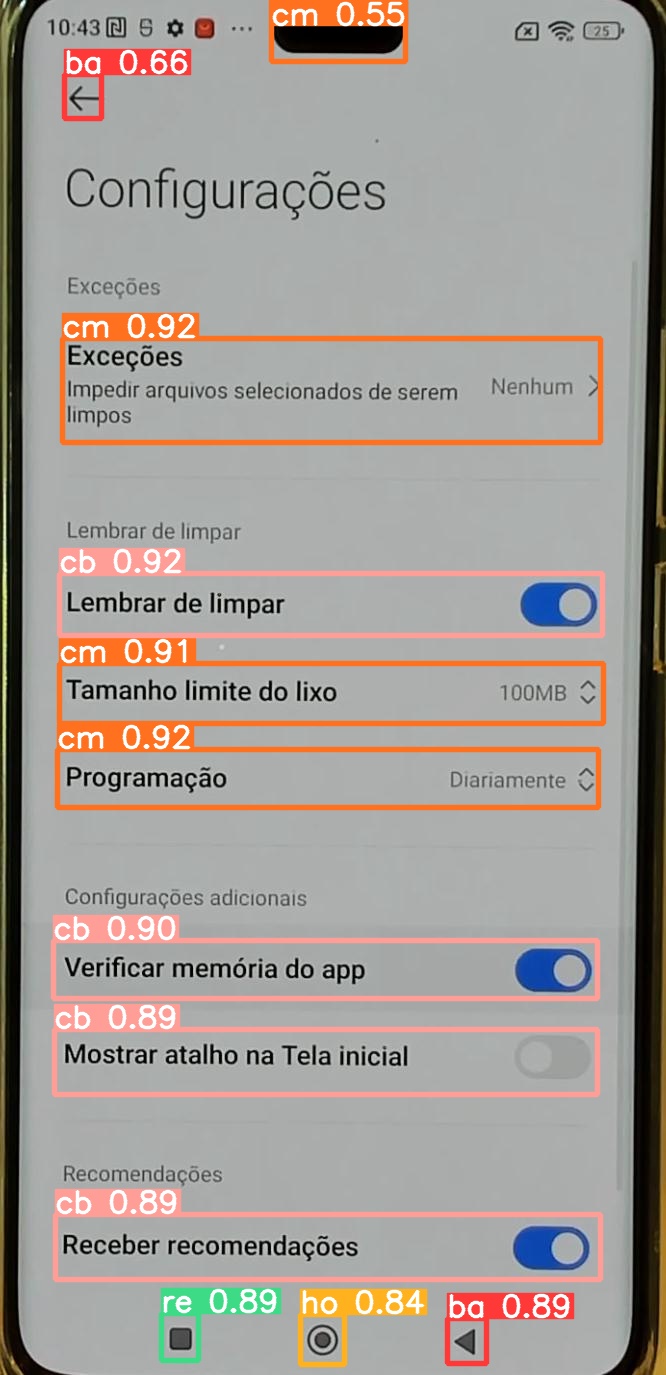 cm 0.55
10:43 ... 25
ba 0.66
Configurações
Exceções
cm 0.92
Exceções
Impedir arquivos selecionados de serem limpos
Nenhum
Lembrar de limpar
cb 0.92
Lembrar de limpar
cm 0.91
Tamanho limite do lixo 100MB
cm 0.92
Programação Diariamente
Configurações adicionais
cb 0.90
Verificar memória do app
cb 0.89
Mostrar atalho na Tela inicial
Recomendações
cb 0.89
Receber recomendações
re 0.89 ho 0.84 ba 0.89